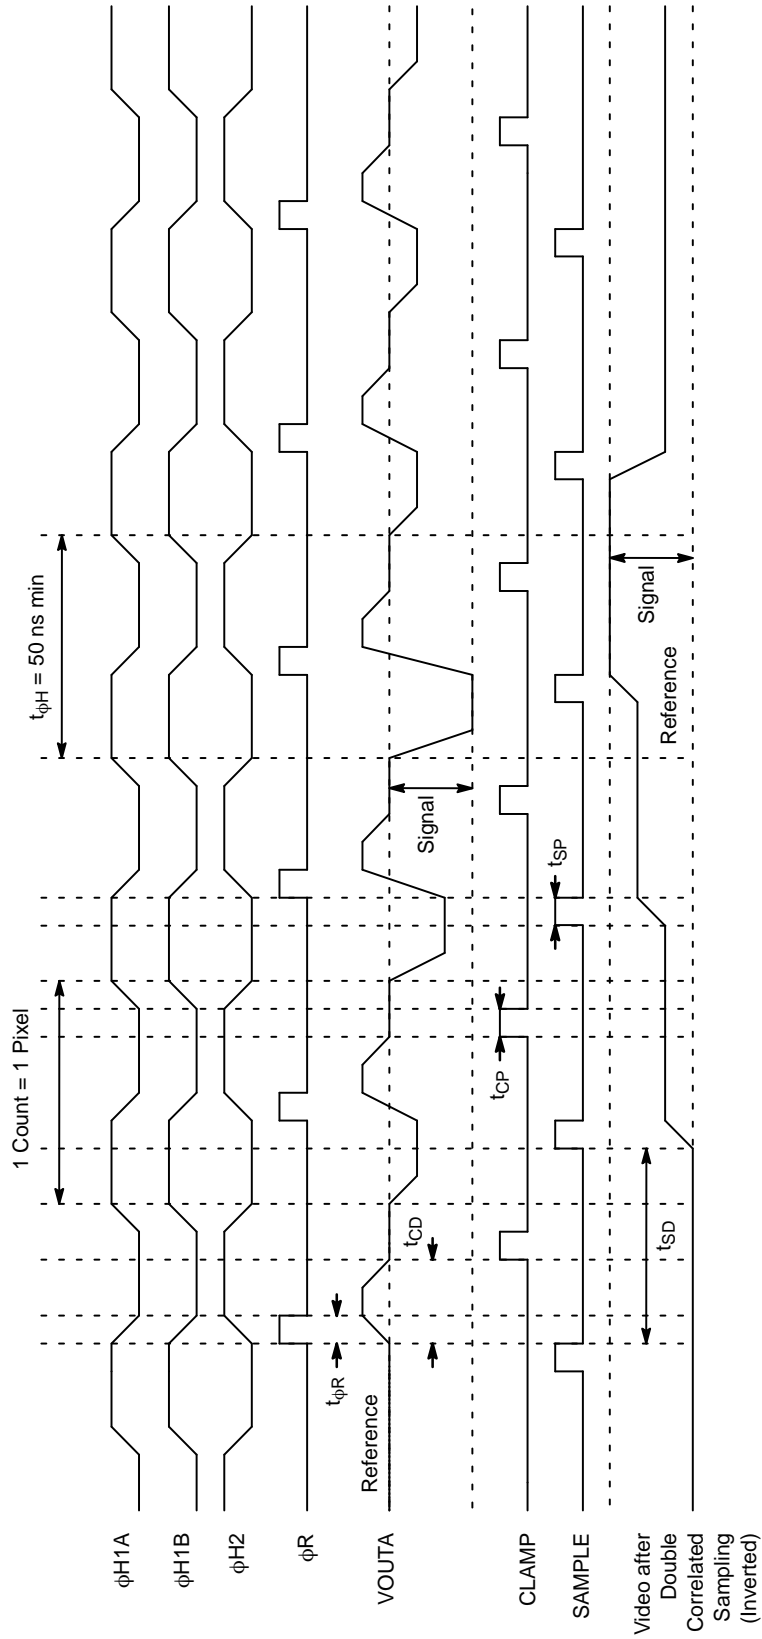 1 Count = 1 Pixel
tϕH = 50 ns min
ϕH1A
ϕH1B
ϕH2
ϕR
tϕR
VOUTA
Reference
tCD
Signal
CLAMP
tCP
SAMPLE
tSP
Video after
Double
Correlated
Sampling
(Inverted)
tSD
Reference
Signal